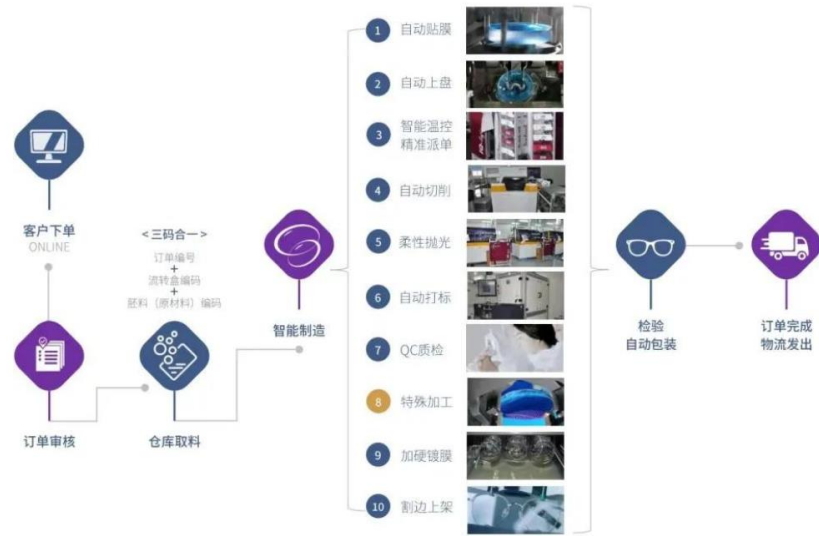 客户下单
ONLINE
订单审核
<三码合一>
订单编号
+
流转盒编码
+
胚料（原材料）编码
仓库取料
智能制造
1 自动贴膜
2 自动上盘
3 智能温控
精准派单
4 自动切削
5 柔性抛光
6 自动打标
7 QC质检
8 特殊加工
9 加硬镀膜
10 割边上架
检验
自动包装
订单完成
物流发出